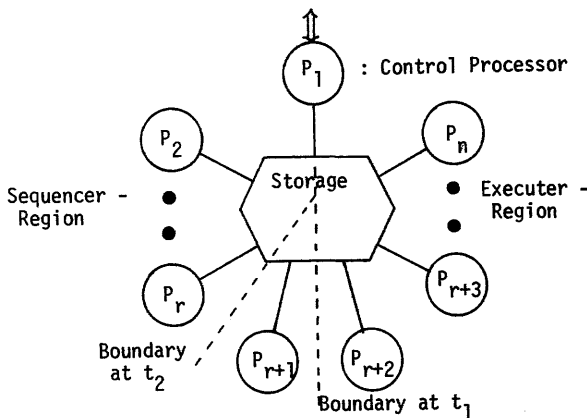 P1 : Control Processor
P2
Pn
Storage
Sequencer -
Region
Executer -
Region
Pr
Pr+3
Boundary
at t2
Pr+1
Pr+2
Boundary at t1